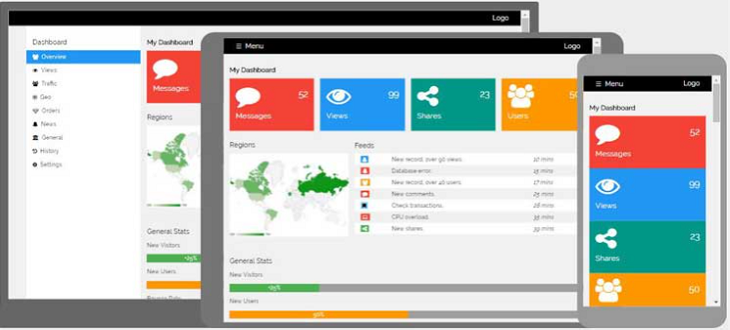 Logo
Dashboard
Overview
Views
Traffic
Geo
Orders
News
General
History
Settings
My Dashboard
Messages
Regions
General Stats
New Visitors
+25%
New Users
☰ Menu
Logo
My Dashboard
52
Messages
99
Views
23
Shares
50
Users
Regions
Feeds
New record, over 90 views. 10 mins
Database error. 15 mins
New record, over 40 users. 17 mins
New comments. 25 mins
Check transactions. 28 mins
CPU overload. 35 mins
New shares. 39 mins
General Stats
New Visitors
+25%
New Users
50%
☰ Menu
Logo
My Dashboard
52
Messages
99
Views
23
Shares
50